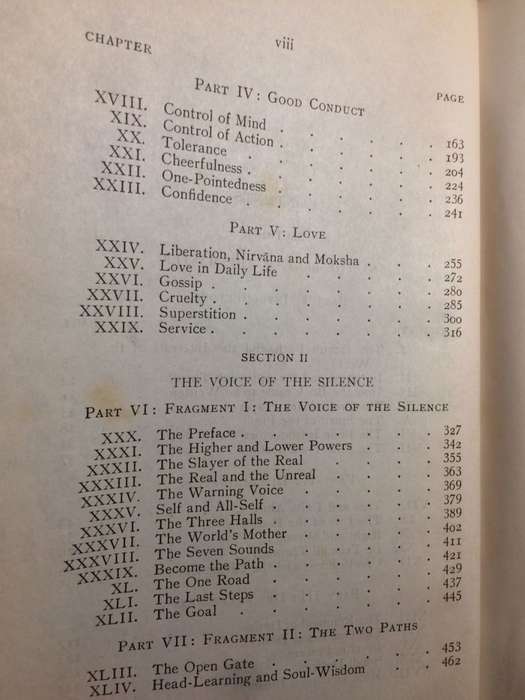 CHAPTER viii PAGE
PART IV: GOOD CONDUCT
XVIII. Control of Mind . . . . . . 163
XIX. Control of Action . . . . . . 193
XX. Tolerance . . . . . . 204
XXI. Cheerfulness . . . . . . 224
XXII. One-Pointedness . . . . . . 236
XXIII. Confidence . . . . . . 241
PART V: LOVE
XXIV. Liberation, Nirvâna and Moksha . . . 255
XXV. Love in Daily Life . . . . . 272
XXVI. Gossip . . . . . . . 280
XXVII. Cruelty . . . . . . . 285
XXVIII. Superstition . . . . . . 300
XXIX. Service . . . . . . . 316
SECTION II
THE VOICE OF THE SILENCE
PART VI: FRAGMENT I: THE VOICE OF THE SILENCE
XXX. The Preface . . . . . . 327
XXXI. The Higher and Lower Powers . . . 342
XXXII. The Slayer of the Real . . . . 355
XXXIII. The Real and the Unreal . . . . 363
XXXIV. The Warning Voice . . . . . 369
XXXV. Self and All-Self . . . . . . 379
XXXVI. The Three Halls . . . . . . 389
XXXVII. The World's Mother . . . . . 402
XXXVIII. The Seven Sounds . . . . . 411
XXXIX. Become the Path . . . . . . 421
XL. The One Road . . . . . . 429
XLI. The Last Steps . . . . . . 437
XLII. The Goal . . . . . . . 445
PART VII: FRAGMENT II: THE TWO PATHS
XLIII. The Open Gate . . . . . . 453
XLIV. Head-Learning and Soul-Wisdom . . . 462